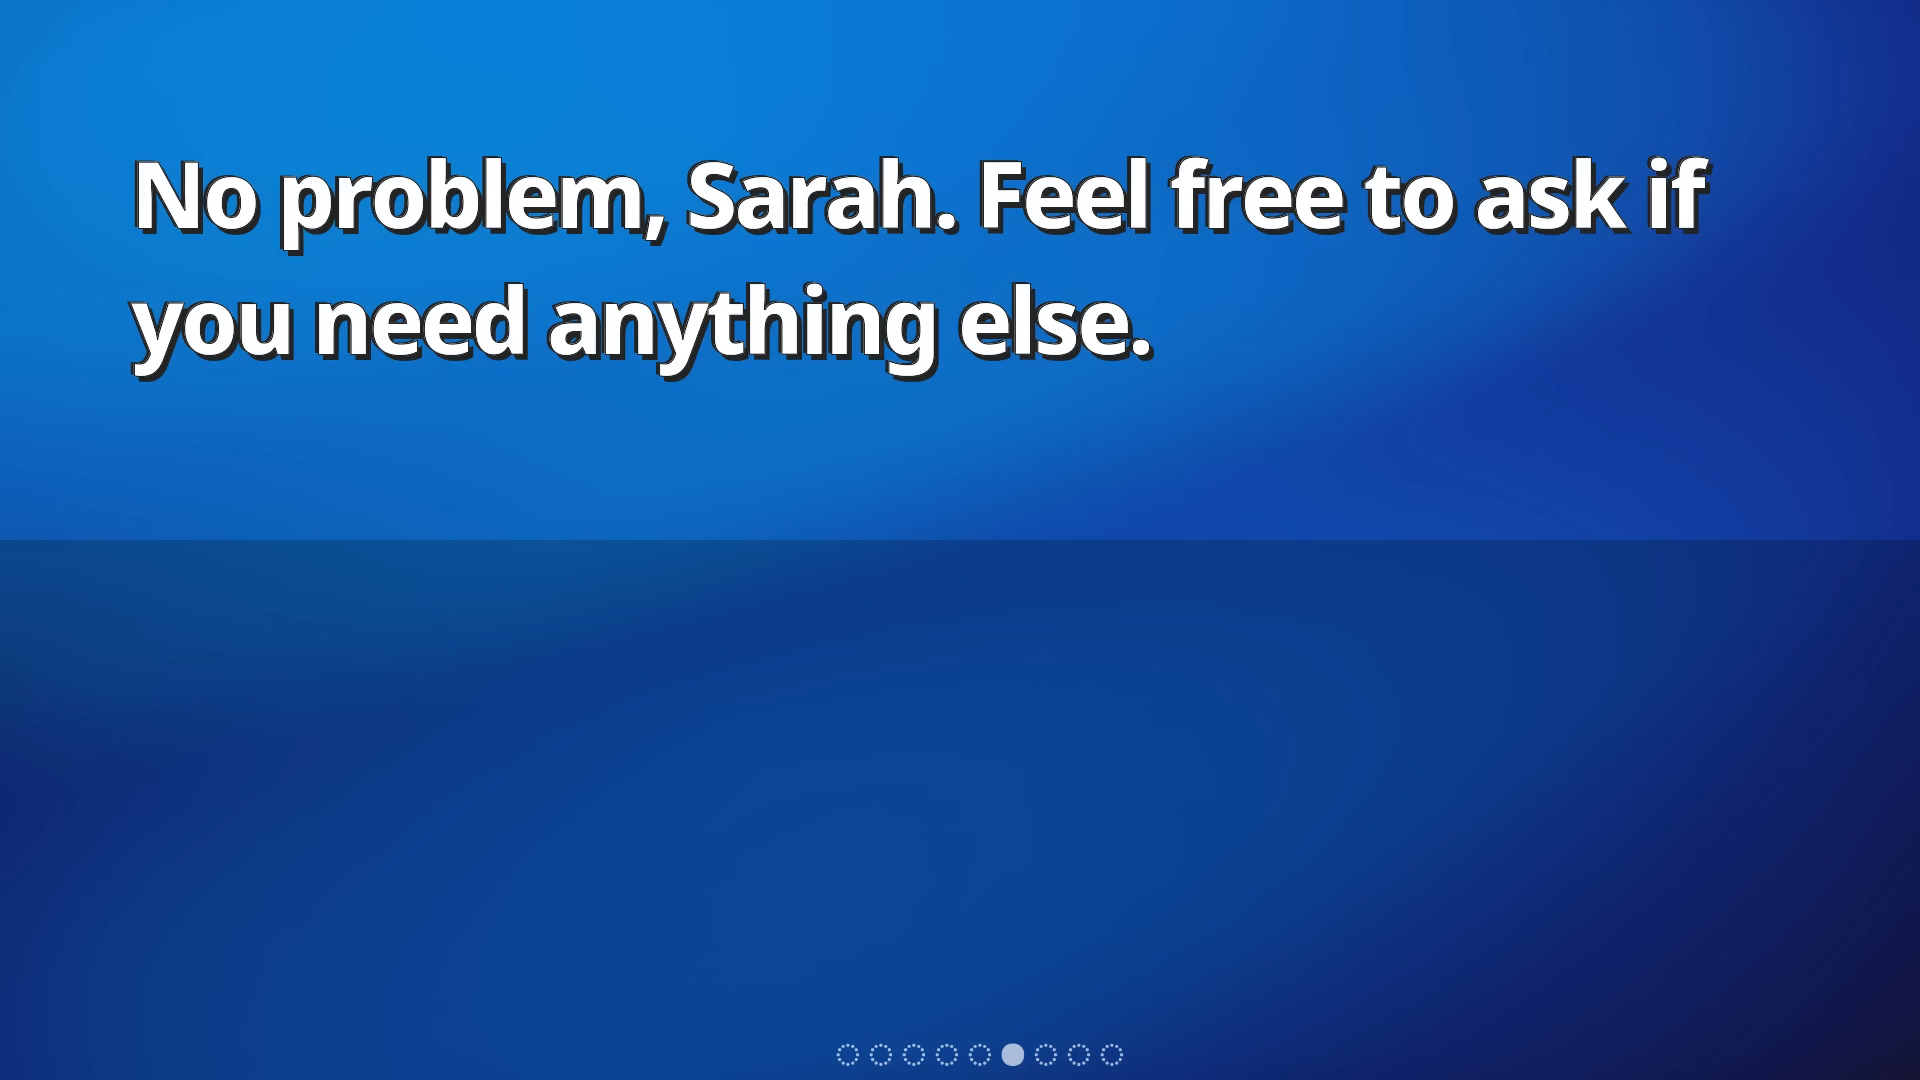 No problem, Sarah. Feel free to ask if
you need anything else.